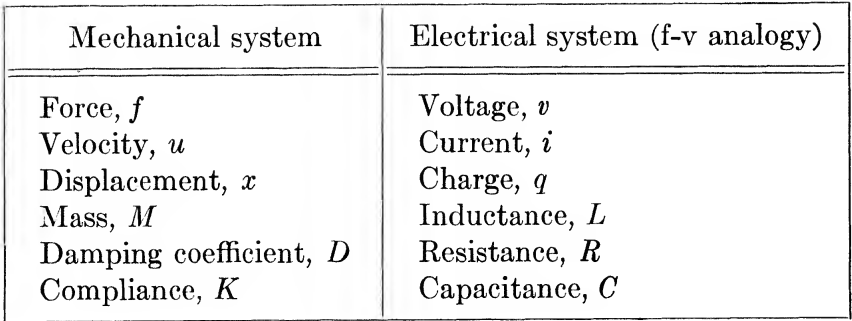 Mechanical system Electrical system (f-v analogy)
Force, f Voltage, v
Velocity, u Current, i
Displacement, x Charge, q
Mass, M Inductance, L
Damping coefficient, D Resistance, R
Compliance, K Capacitance, C